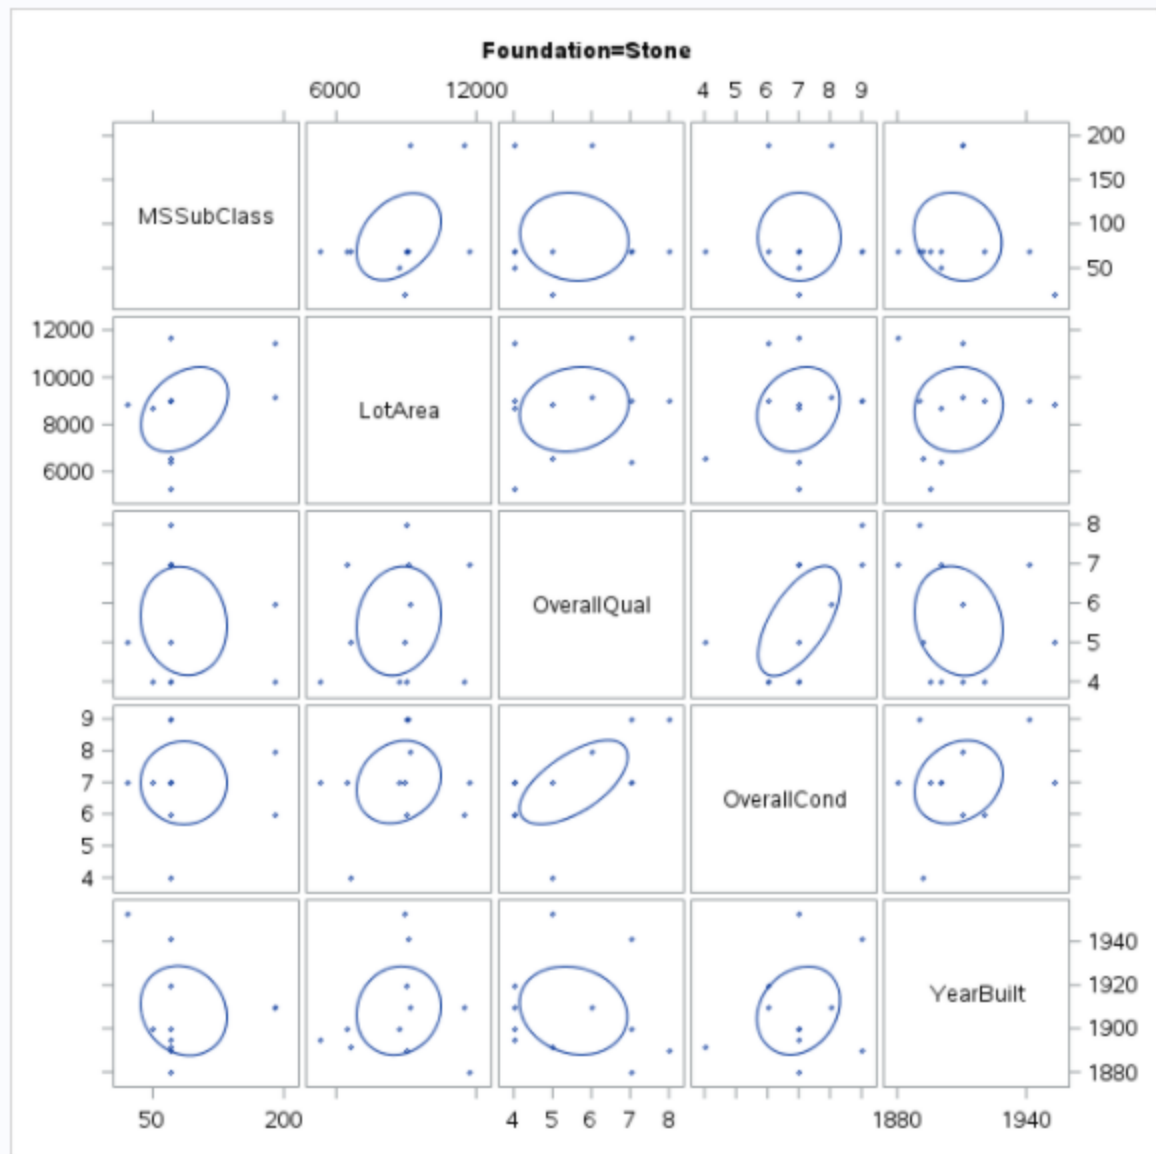 Foundation=Stone
6000 12000 4 5 6 7 8 9
200
150
MSSubClass
100
50
12000
10000
LotArea
8000
6000
8
7
OverallQual
6
5
4
9
8
7
OverallCond
6
5
4
1940
YearBuilt
1920
1900
1880
50 200 4 5 6 7 8 1880 1940